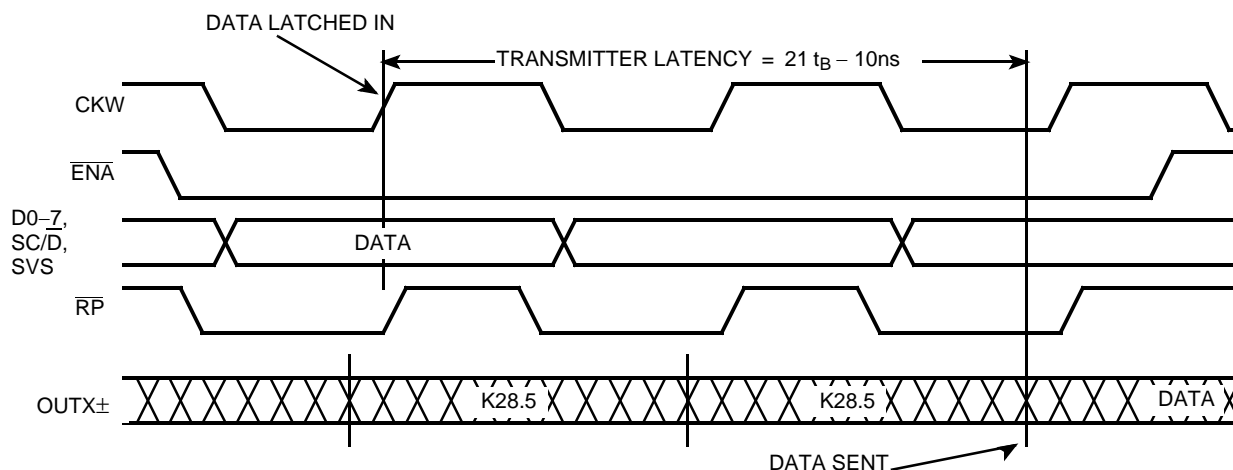 DATA LATCHED IN
TRANSMITTER LATENCY = 21 tB – 10ns
CKW
ENA
D0–7,
SC/D,
SVS
DATA
RP
OUTX±
K28.5
K28.5
DATA
DATA SENT